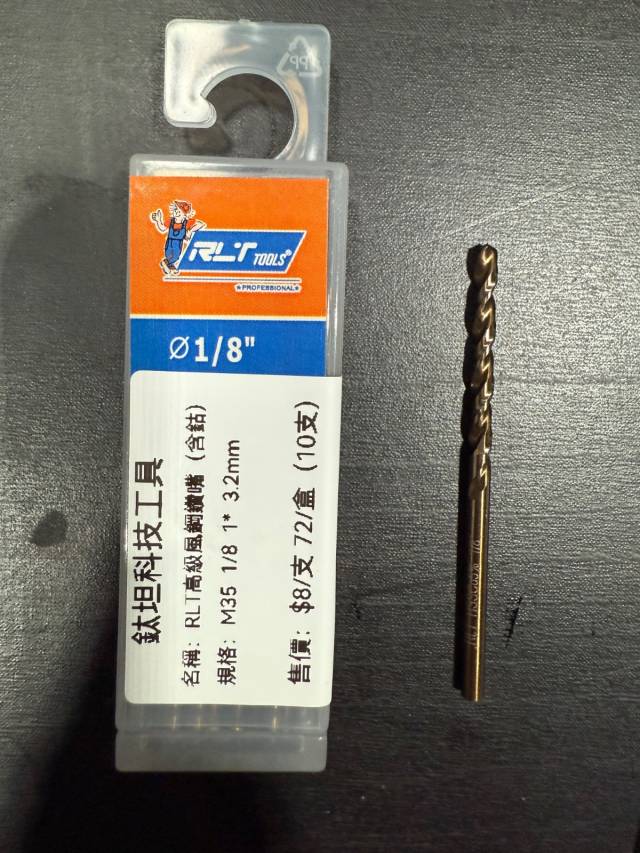 PP
RLT TOOLS®
★PROFESSIONAL★
Ø1/8"
鈦坦科技工具
名稱: RLT高級風鋼鑽嘴 (含鈷)
規格: M35 1/8 1* 3.2mm
售價: $8/支 72/盒 (10支)